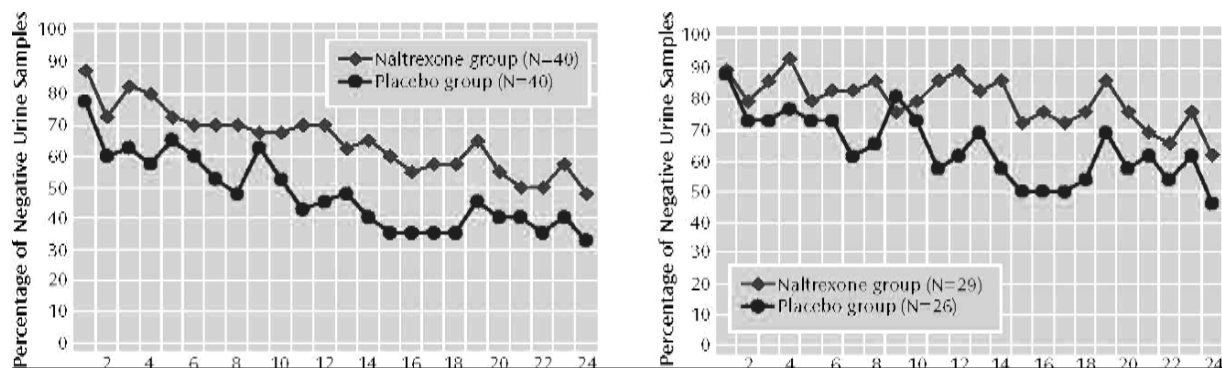 Percentage of Negative Urine Samples
100
90
80
70
60
50
40
30
20
10
0
2 4 6 8 10 12 14 16 18 20 22 24
Naltrexone group (N=40)
Placebo group (N=40)
Percentage of Negative Urine Samples
100
90
80
70
60
50
40
30
20
10
0
2 4 6 8 10 12 14 16 18 20 22 24
Naltrexone group (N=29)
Placebo group (N=26)